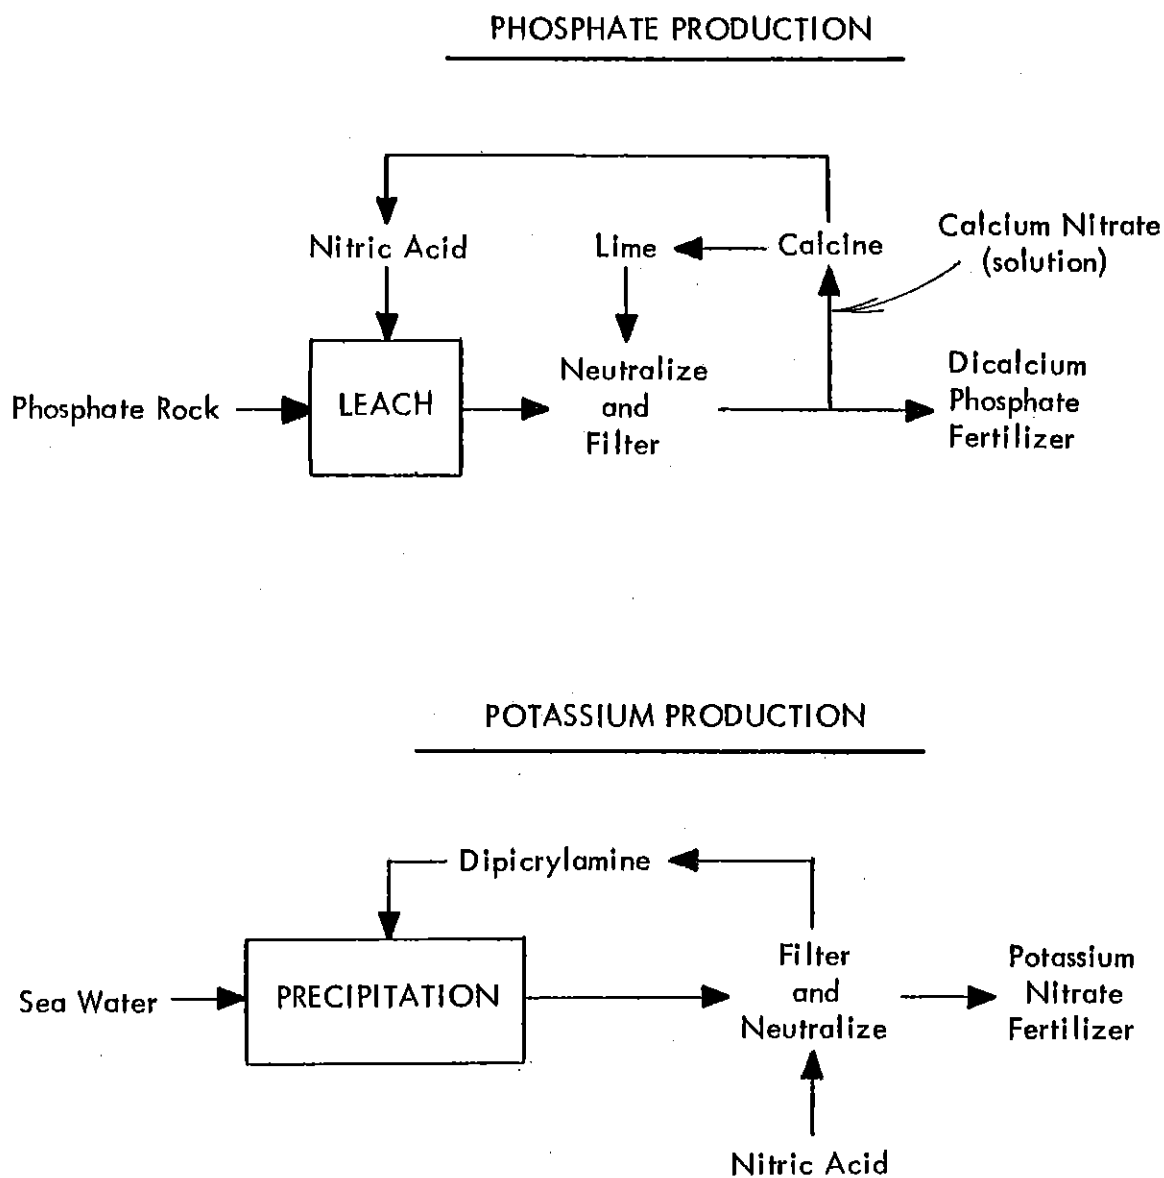 PHOSPHATE PRODUCTION
Nitric Acid
Lime
Calcine
Calcium Nitrate
(solution)
Phosphate Rock
LEACH
Neutralize
and
Filter
Dicalcium
Phosphate
Fertilizer
POTASSIUM PRODUCTION
Dipicrylamine
Sea Water
PRECIPITATION
Filter
and
Neutralize
Potassium
Nitrate
Fertilizer
Nitric Acid